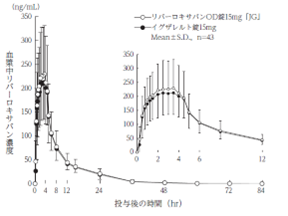 (ng/mL)
血漿中リバーロキサバン濃度
350
300
250
200
150
100
50
0
リバーロキサバンOD錠15mg「JG」
イグザレルト錠15mg
Mean±S.D., n=43
350
300
250
200
150
100
50
0
0 2 4 6 12
0 4 8 12 24 48 72 84
投与後の時間 (hr)